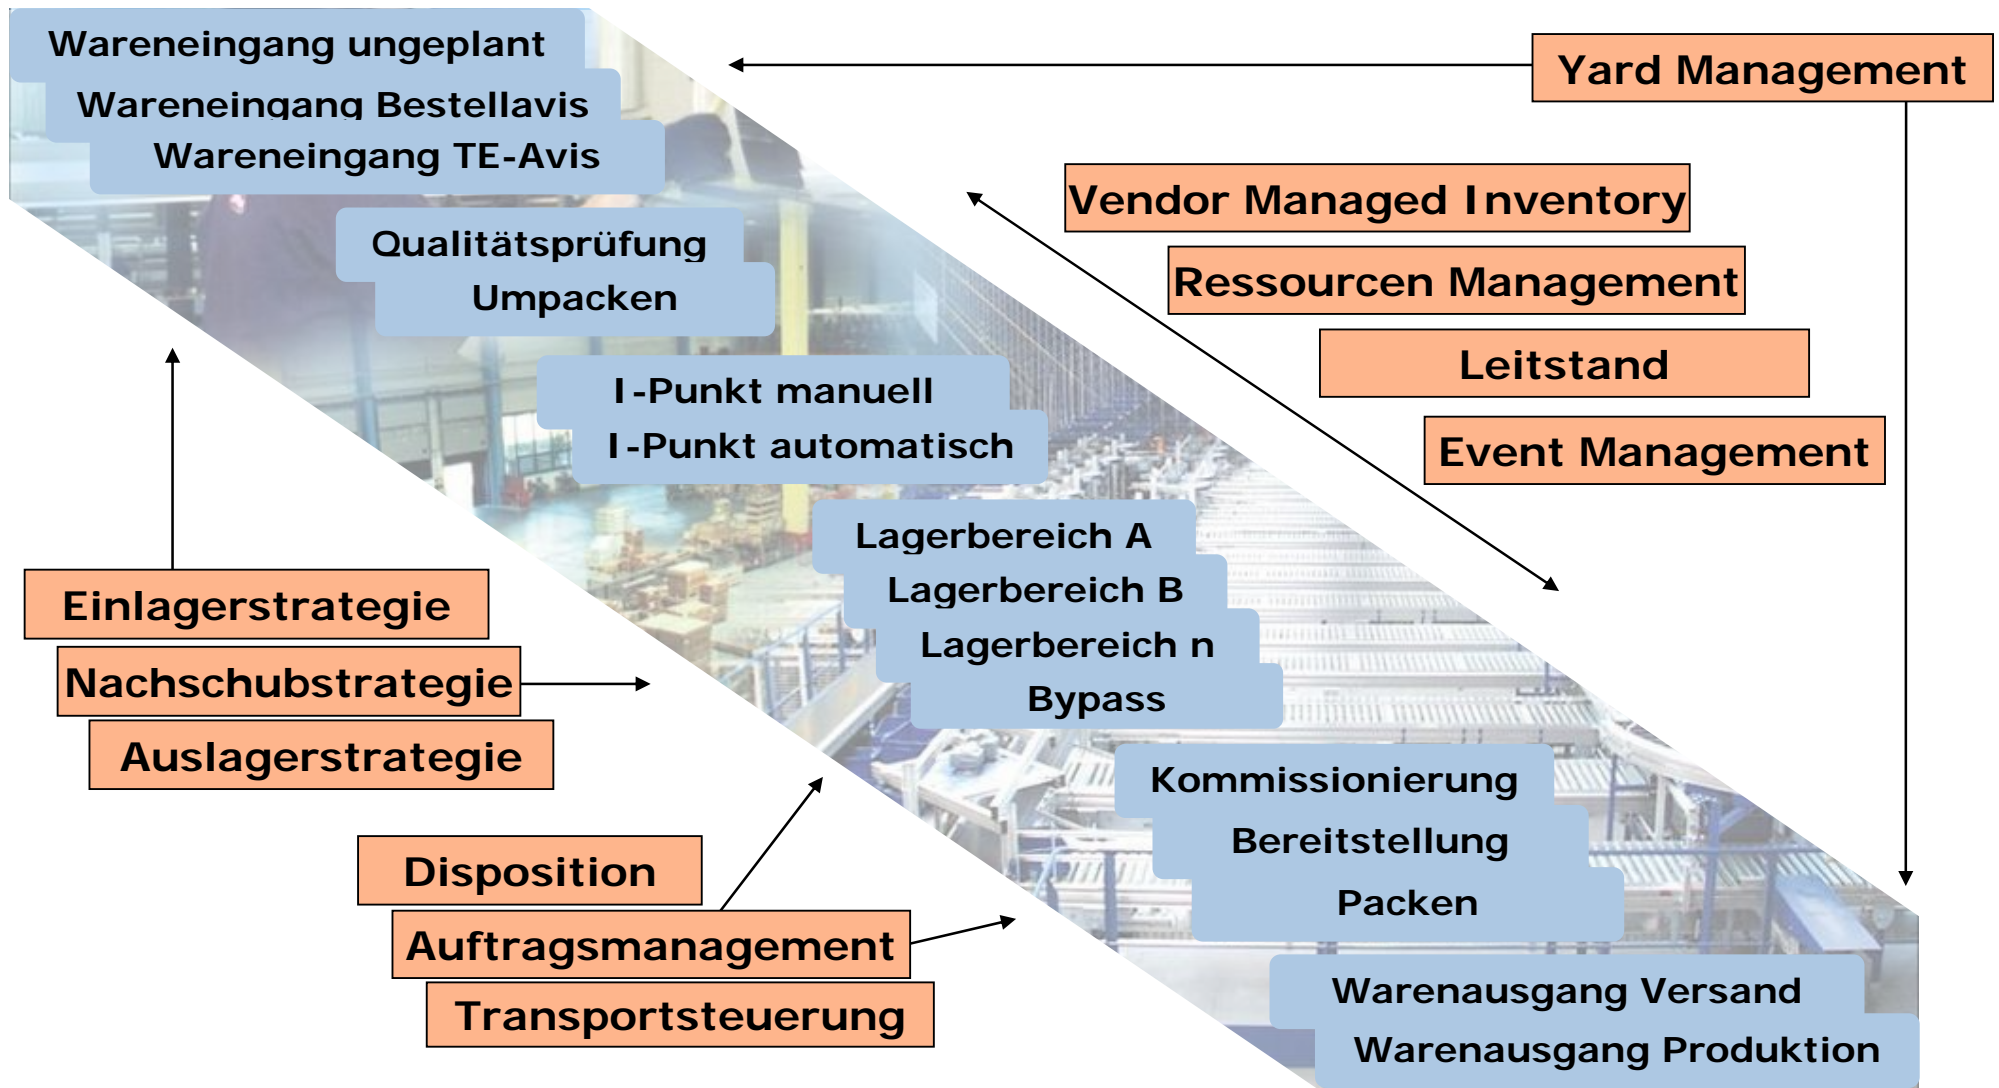 Wareneingang ungeplant
Wareneingang Bestellavis
Wareneingang TE-Avis
Yard Management
Vendor Managed Inventory
Ressourcen Management
Leitstand
Event Management
Qualitätsprüfung
Umpacken
I-Punkt manuell
I-Punkt automatisch
Lagerbereich A
Lagerbereich B
Lagerbereich n
Bypass
Einlagerstrategie
Nachschubstrategie
Auslagerstrategie
Disposition
Auftragsmanagement
Transportsteuerung
Kommissionierung
Bereitstellung
Packen
Warenausgang Versand
Warenausgang Produktion